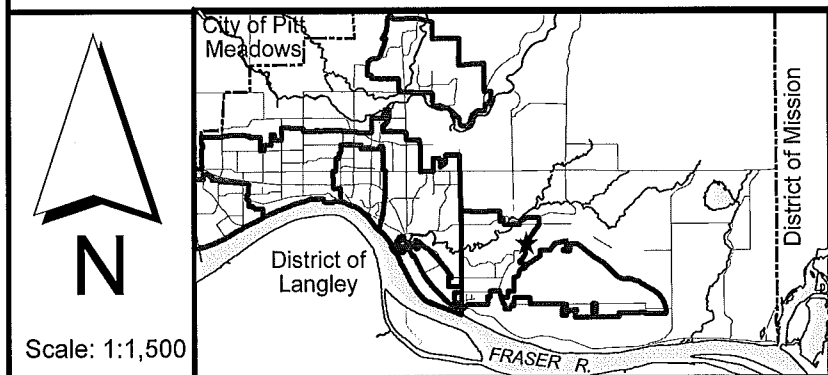 City of Pitt
Meadows
District of Mission
District of
Langley
N
Scale: 1:1,500
FRASER R.